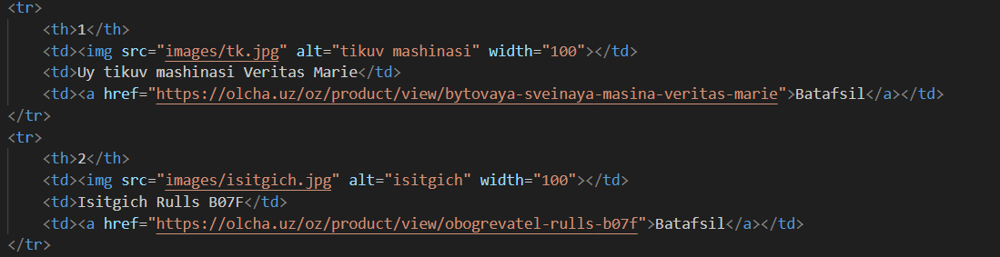 <tr>
    <th>1</th>
    <td><img src="images/tk.jpg" alt="tikuv mashinasi" width="100"></td>
    <td>Uy tikuv mashinasi Veritas Marie</td>
    <td><a href="https://olcha.uz/oz/product/view/bytovaya-sveinaya-masina-veritas-marie">Batafsil</a></td>
</tr>
<tr>
    <th>2</th>
    <td><img src="images/isitgich.jpg" alt="isitgich" width="100"></td>
    <td>Isitgich Rulls B07F</td>
    <td><a href="https://olcha.uz/oz/product/view/obogrevatel-rulls-b07f">Batafsil</a></td>
</tr>